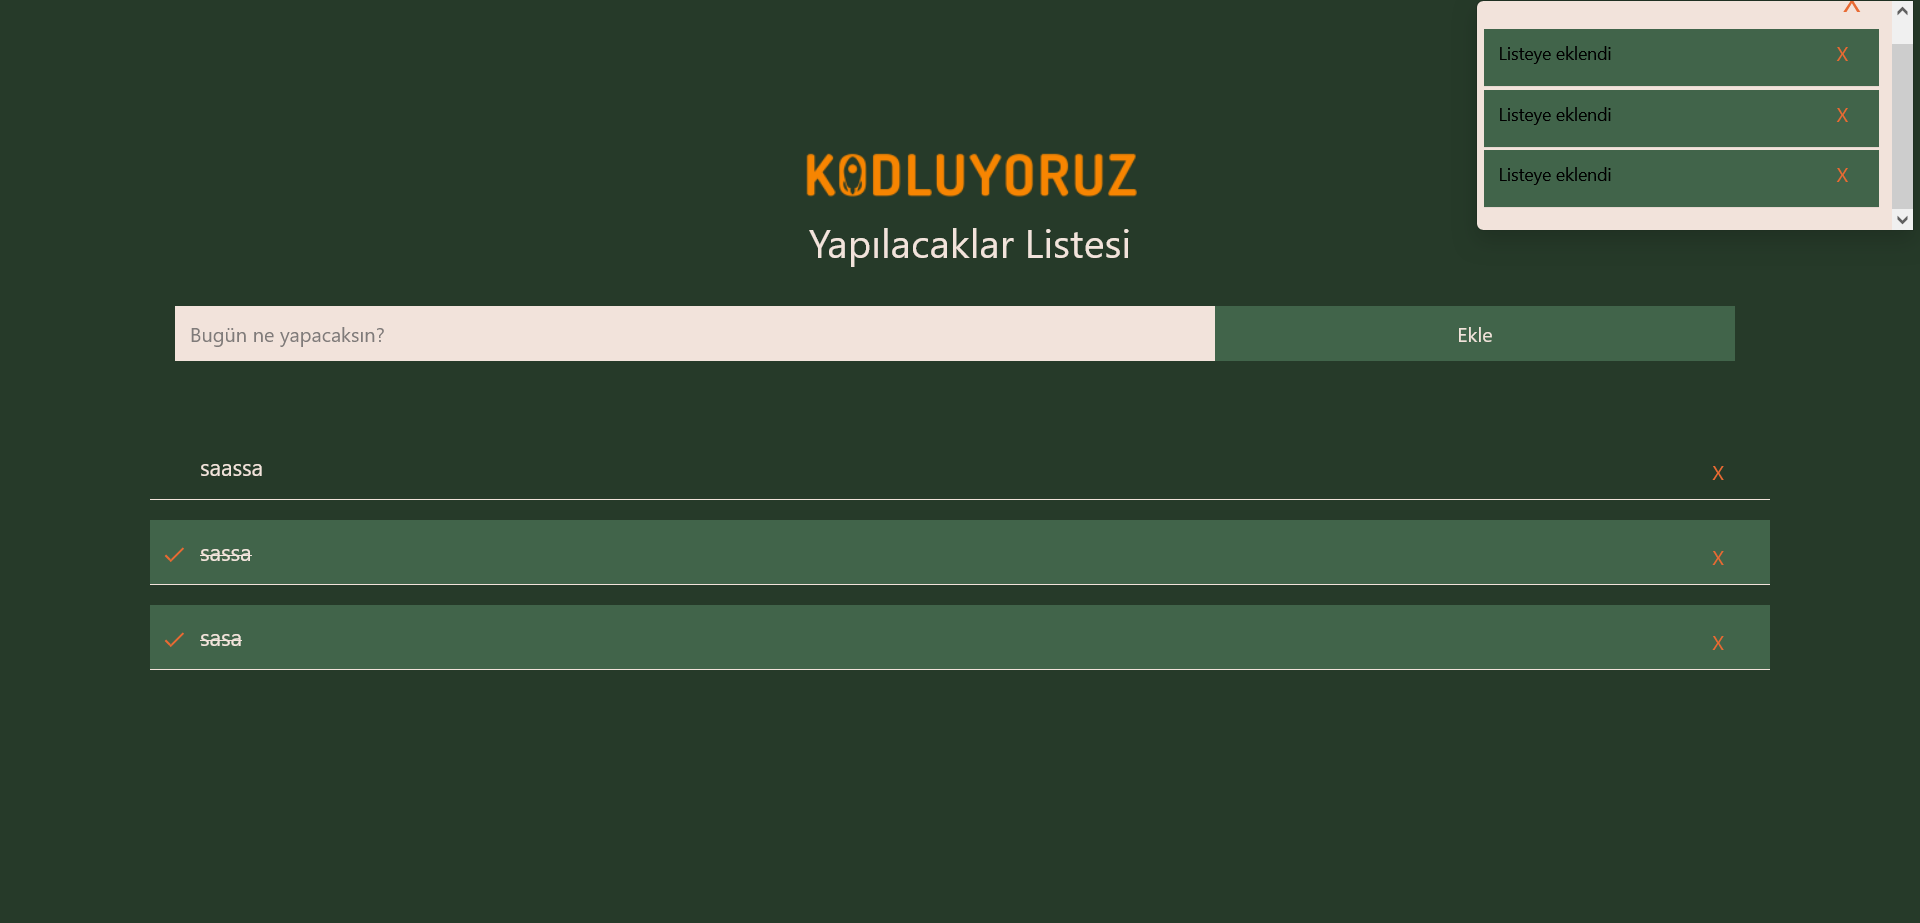 X
Listeye eklendi X
Listeye eklendi X
Listeye eklendi X
KODLUYORUZ
Yapılacaklar Listesi
Bugün ne yapacaksın? Ekle
saassa X
sassa X
sasa X